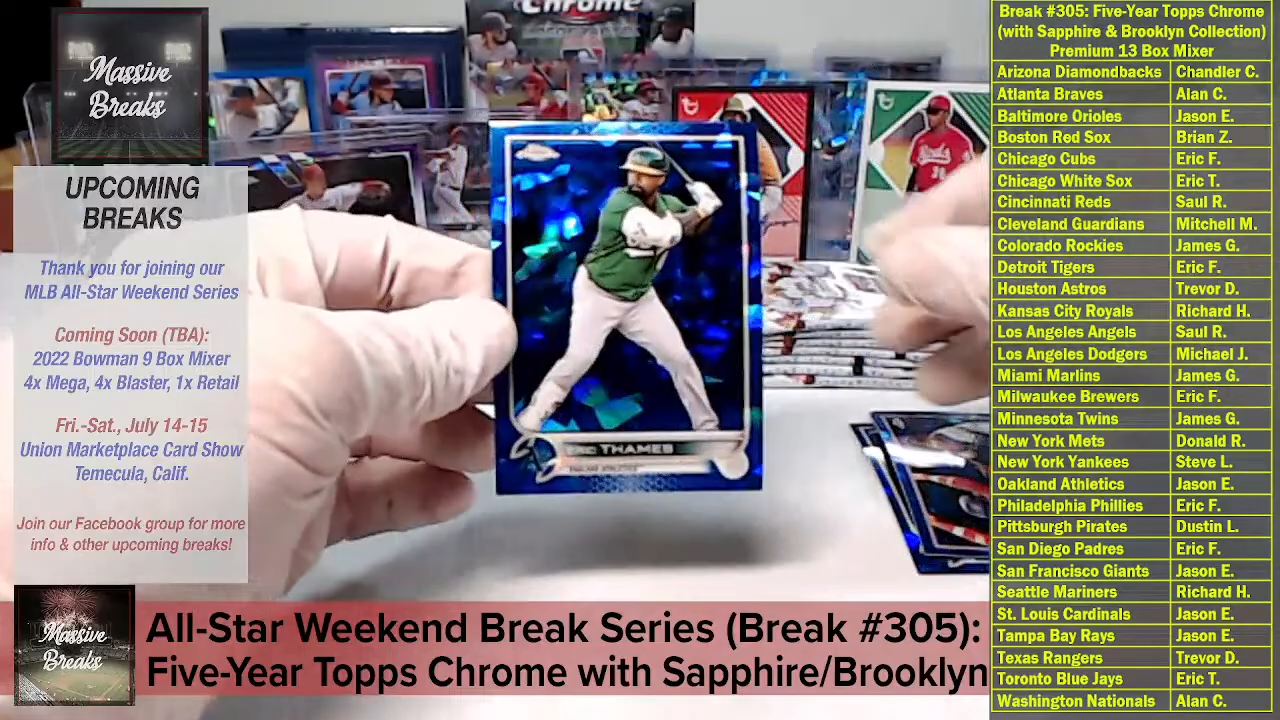 Chrome
Massive
Breaks
UPCOMING
BREAKS
Thank you for joining our
MLB All-Star Weekend Series
Coming Soon (TBA):
2022 Bowman 9 Box Mixer
4x Mega, 4x Blaster, 1x Retail
Fri.-Sat., July 14-15
Union Marketplace Card Show
Temecula, Calif.
Join our Facebook group for more
info & other upcoming breaks!
THAMES
Massive
Breaks
All-Star Weekend Break Series (Break #305):
Five-Year Topps Chrome with Sapphire/Brooklyn
Break #305: Five-Year Topps Chrome
(with Sapphire & Brooklyn Collection)
Premium 13 Box Mixer
Arizona Diamondbacks Chandler C.
Atlanta Braves Alan C.
Baltimore Orioles Jason E.
Boston Red Sox Brian Z.
Chicago Cubs Eric F.
Chicago White Sox Eric T.
Cincinnati Reds Saul R.
Cleveland Guardians Mitchell M.
Colorado Rockies James G.
Detroit Tigers Eric F.
Houston Astros Trevor D.
Kansas City Royals Richard H.
Los Angeles Angels Saul R.
Los Angeles Dodgers Michael J.
Miami Marlins James G.
Milwaukee Brewers Eric F.
Minnesota Twins James G.
New York Mets Donald R.
New York Yankees Steve L.
Oakland Athletics Jason E.
Philadelphia Phillies Eric F.
Pittsburgh Pirates Dustin L.
San Diego Padres Eric F.
San Francisco Giants Jason E.
Seattle Mariners Richard H.
St. Louis Cardinals Jason E.
Tampa Bay Rays Jason E.
Texas Rangers Trevor D.
Toronto Blue Jays Eric T.
Washington Nationals Alan C.